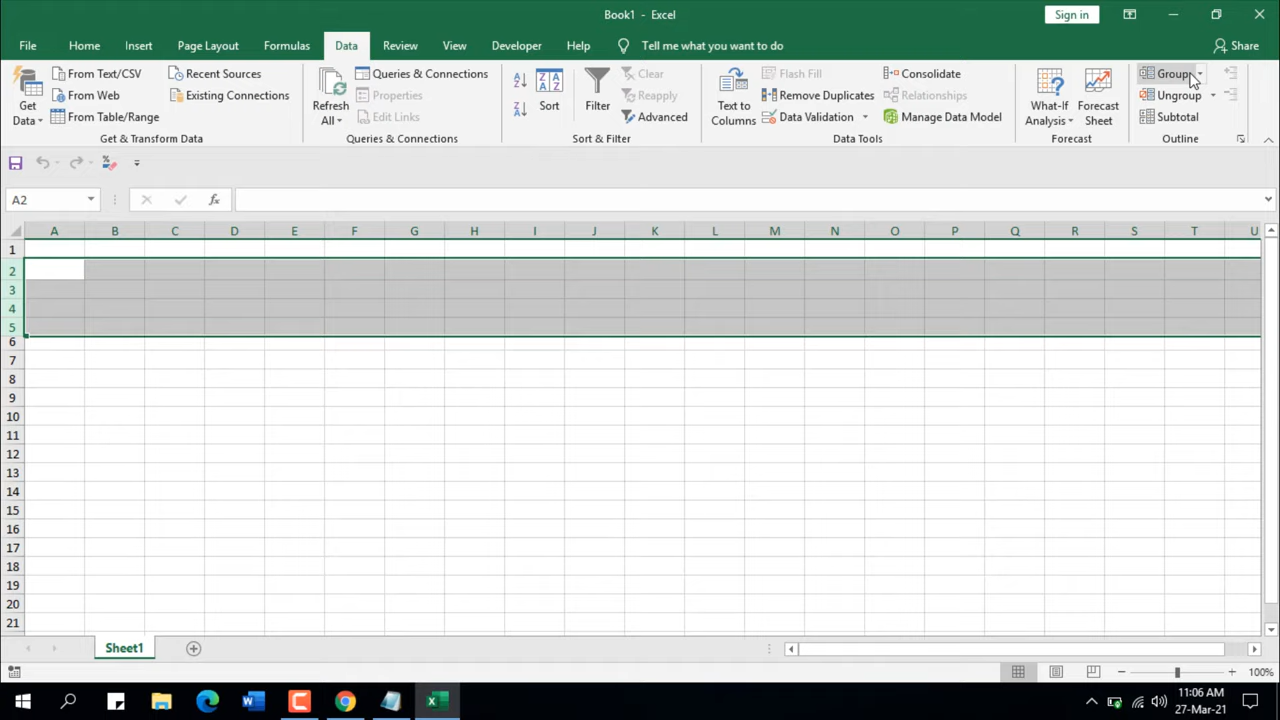 Book1 - Excel
Sign in
File Home Insert Page Layout Formulas Data Review View Developer Help Tell me what you want to do Share
Get Data
From Text/CSV
From Web
From Table/Range
Recent Sources
Existing Connections
Get & Transform Data
Refresh All
Queries & Connections
Properties
Edit Links
Queries & Connections
Sort
Filter
Clear
Reapply
Advanced
Sort & Filter
Text to Columns
Flash Fill
Remove Duplicates
Data Validation
Consolidate
Relationships
Manage Data Model
Data Tools
What-If Analysis
Forecast Sheet
Forecast
Group
Ungroup
Subtotal
Outline
A2
fx
A B C D E F G H I J K L M N O P Q R S T U
1
2
3
4
5
6
7
8
9
10
11
12
13
14
15
16
17
18
19
20
21
Sheet1
100%
11:06 AM
27-Mar-21